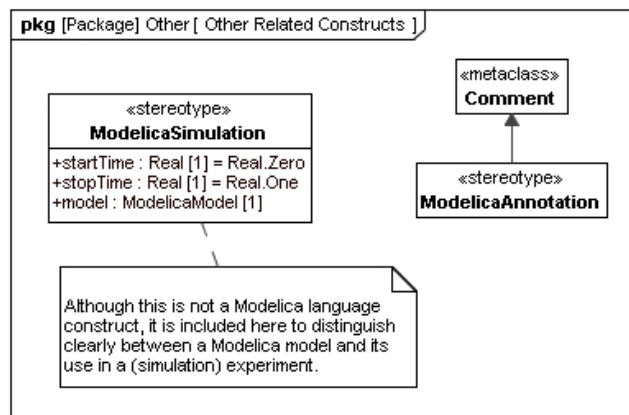 pkg [Package] Other [ Other Related Constructs ]
«stereotype»
ModelicaSimulation
+startTime : Real [1] = Real.Zero
+stopTime : Real [1] = Real.One
+model : ModelicaModel [1]
«metaclass»
Comment
«stereotype»
ModelicaAnnotation
Although this is not a Modelica language
construct, it is included here to distinguish
clearly between a Modelica model and its
use in a (simulation) experiment.